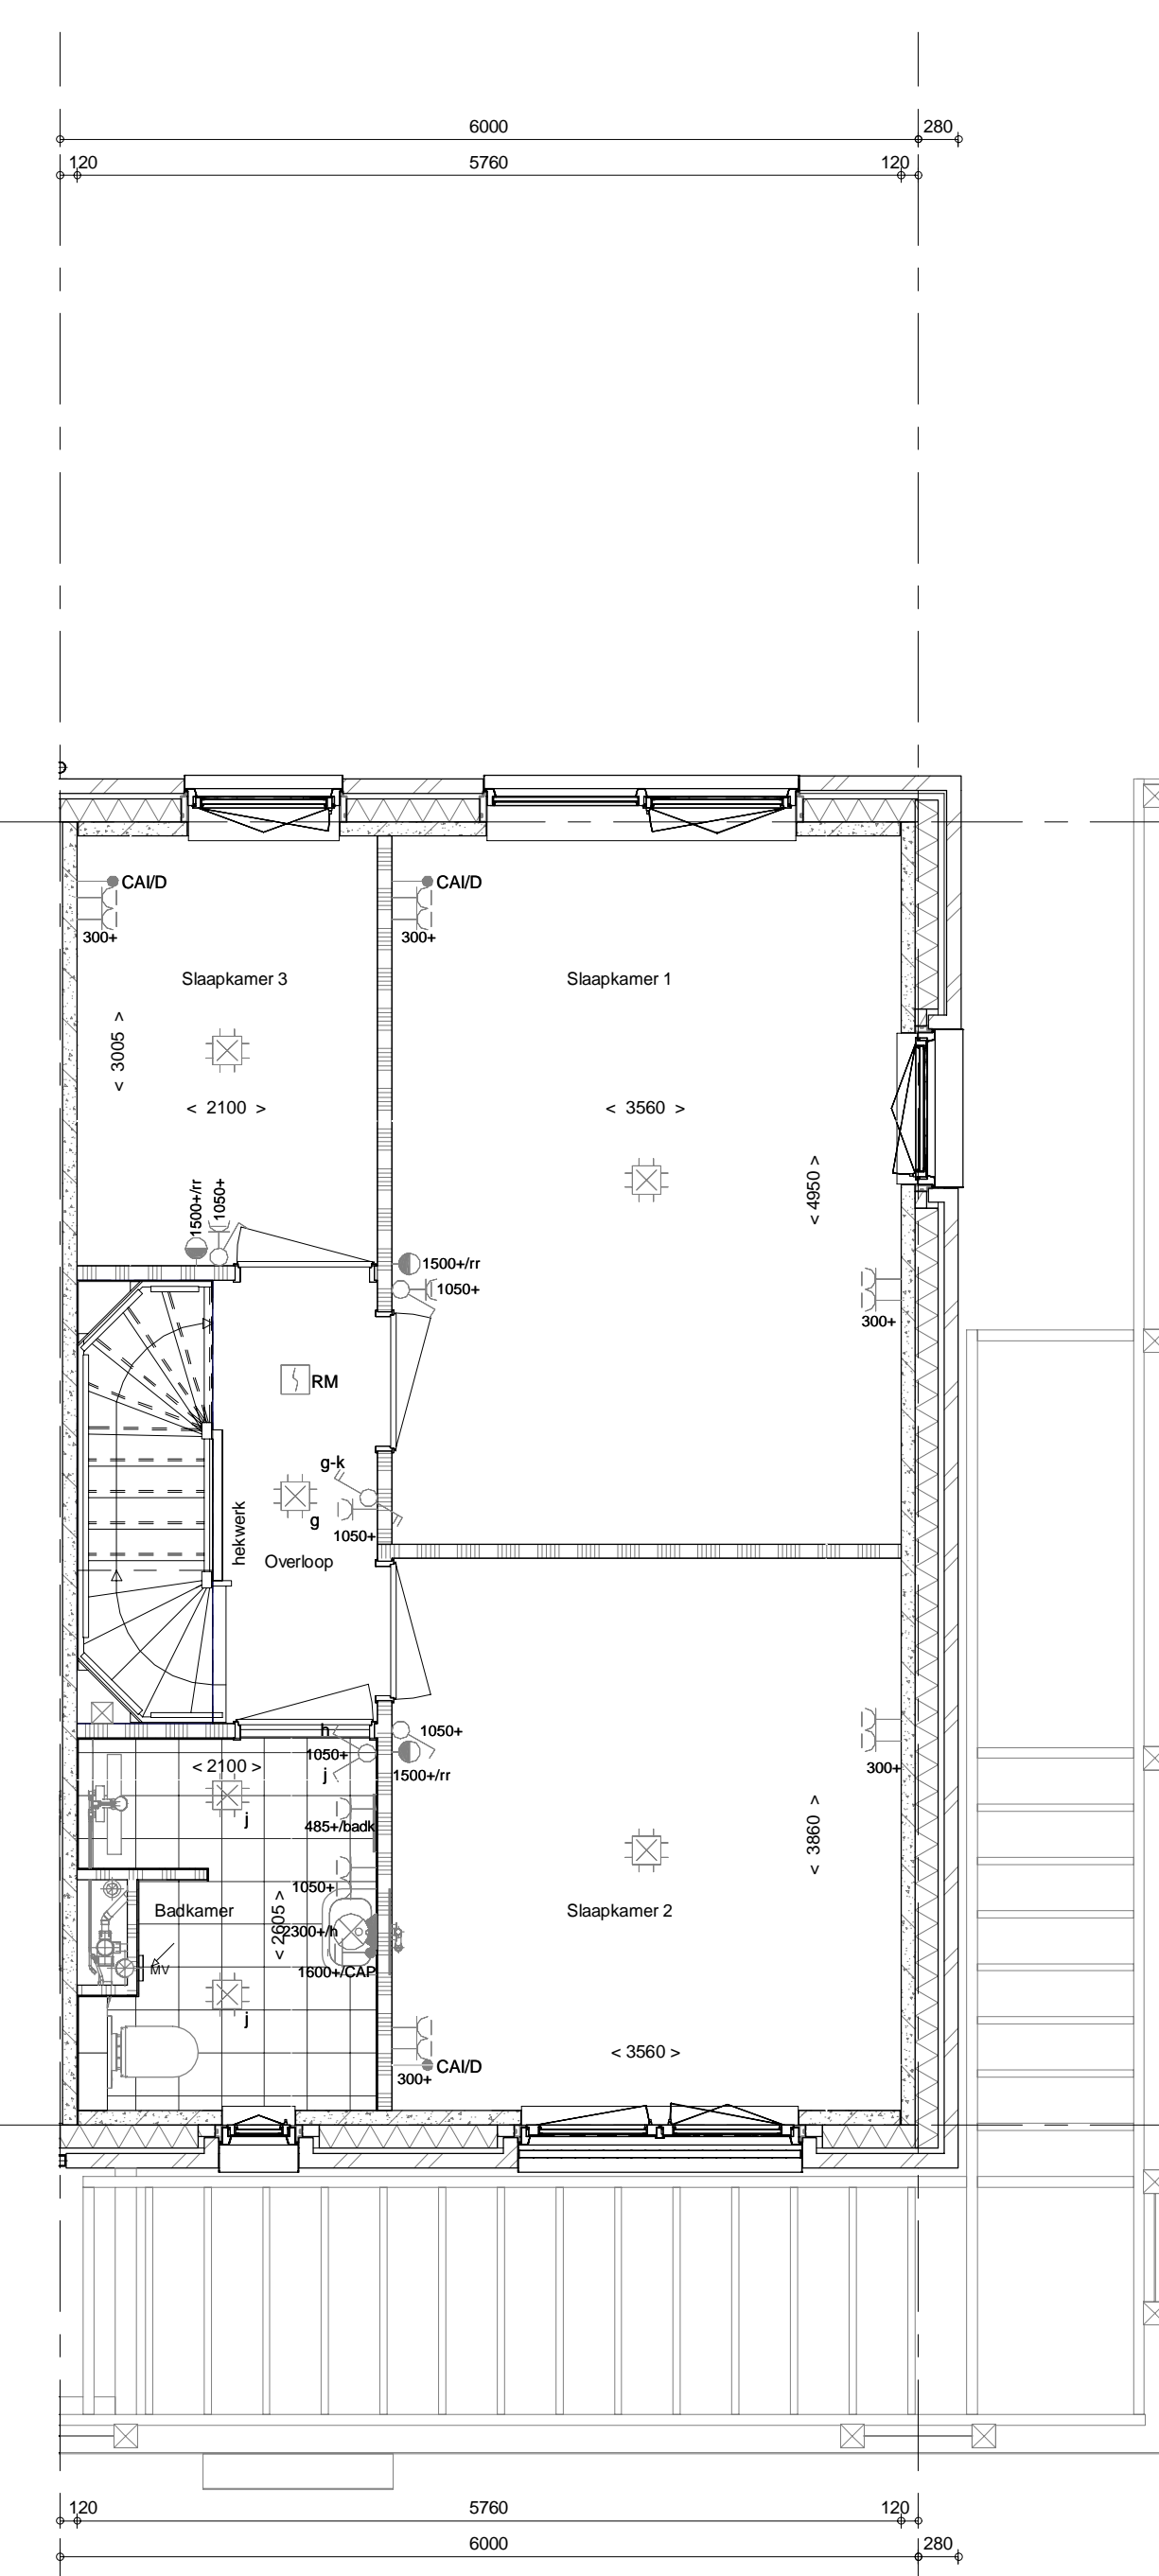 6000 280
120 5760 120
CAI/D CAI/D
300+ 300+
Slaapkamer 3 Slaapkamer 1
< 3005 >
< 2100 > < 3560 >
< 4950 >
1500+/rr 1050+
1500+/rr
1050+
300+
RM
g-k
g
1050+
hekwerk
Overloop
h 1050+
1050+
j
1500+/rr
< 2100 >
300+
j
485+/badk
< 3860 >
1050+
Badkamer Slaapkamer 2
< 2605 >
2300+/h
MV
1600+/CAP
j
< 3560 >
CAI/D
300+
120 5760 120
6000 280